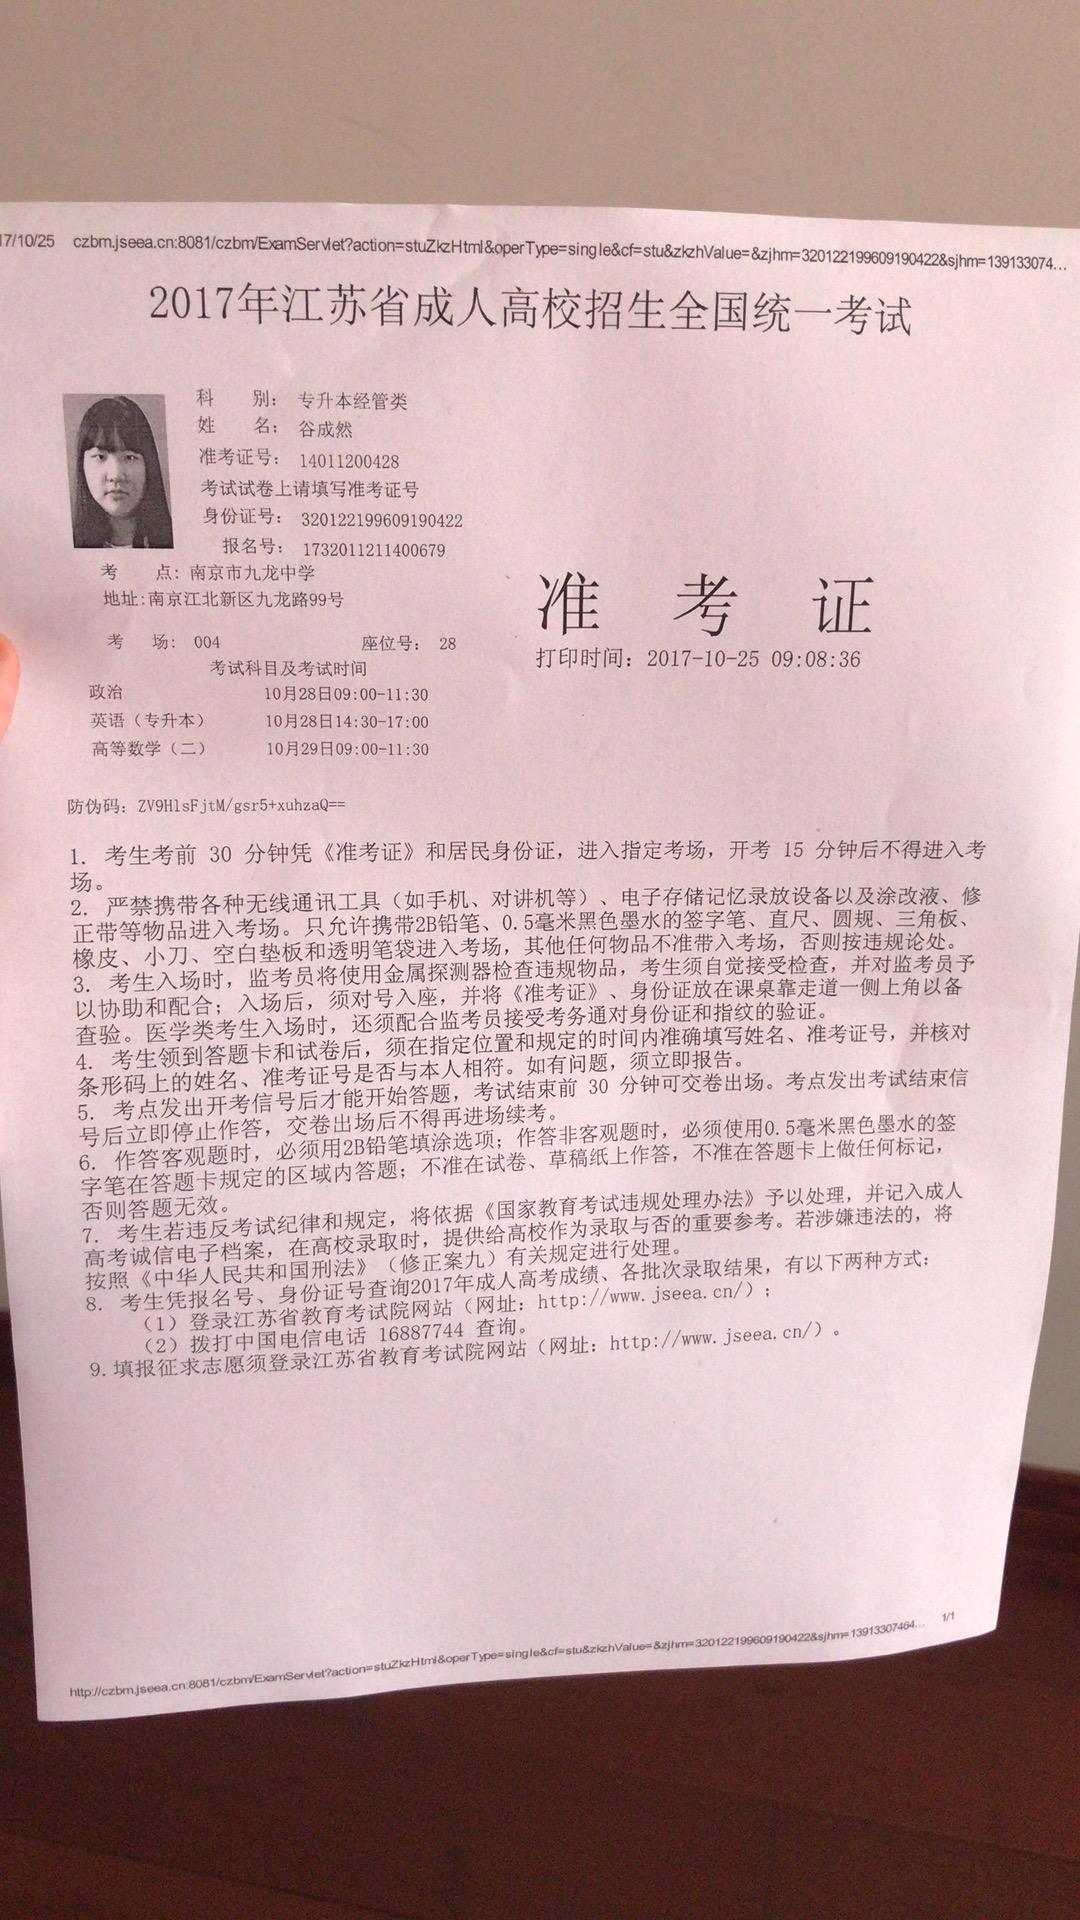 17/10/25 czbm.jseea.cn:8081/czbm/ExamServlet?action=stuZkzHtml&operType=single&cf=stu&zkzhValue=&zjhm=320122199609190422&sjhm=139133074...
2017年江苏省成人高校招生全国统一考试
科 别： 专升本经管类
姓 名： 谷成然
准考证号： 14011200428
考试试卷上请填写准考证号
身份证号： 320122199609190422
报名号： 1732011211400679
考 点: 南京市九龙中学
地址:南京江北新区九龙路99号
准 考 证
打印时间：2017-10-25 09:08:36
考 场： 004 座位号： 28
考试科目及考试时间
政治 10月28日09:00-11:30
英语（专升本） 10月28日14:30-17:00
高等数学（二） 10月29日09:00-11:30
防伪码：ZV9HlsFjtM/gsr5+xuhzaQ==
1. 考生考前 30 分钟凭《准考证》和居民身份证，进入指定考场，开考 15 分钟后不得进入考
场。
2. 严禁携带各种无线通讯工具（如手机、对讲机等）、电子存储记忆录放设备以及涂改液、修
正带等物品进入考场。只允许携带2B铅笔、0.5毫米黑色墨水的签字笔、直尺、圆规、三角板、
橡皮、小刀、空白垫板和透明笔袋进入考场，其他任何物品不准带入考场，否则按违规论处。
3. 考生入场时，监考员将使用金属探测器检查违规物品，考生须自觉接受检查，并对监考员予
以协助和配合；入场后，须对号入座，并将《准考证》、身份证放在课桌靠走道一侧上角以备
查验。医学类考生入场时，还须配合监考员接受考务通对身份证和指纹的验证。
4. 考生领到答题卡和试卷后，须在指定位置和规定的时间内准确填写姓名、准考证号，并核对
条形码上的姓名、准考证号是否与本人相符。如有问题，须立即报告。
5. 考点发出开考信号后才能开始答题，考试结束前 30 分钟可交卷出场。考点发出考试结束信
号后立即停止作答，交卷出场后不得再进场续考。
6. 作答客观题时，必须用2B铅笔填涂选项；作答非客观题时，必须使用0.5毫米黑色墨水的签
字笔在答题卡规定的区域内答题；不准在试卷、草稿纸上作答，不准在答题卡上做任何标记，
否则答题无效。
7. 考生若违反考试纪律和规定，将依据《国家教育考试违规处理办法》予以处理，并记入成人
高考诚信电子档案，在高校录取时，提供给高校作为录取与否的重要参考。若涉嫌违法的，将
按照《中华人民共和国刑法》（修正案九）有关规定进行处理。
8. 考生凭报名号、身份证号查询2017年成人高考成绩、各批次录取结果，有以下两种方式：
（1）登录江苏省教育考试院网站（网址：http://www.jseea.cn/）；
（2）拨打中国电信电话 16887744 查询。
9.填报征求志愿须登录江苏省教育考试院网站（网址：http://www.jseea.cn/）。
http://czbm.jseea.cn:8081/czbm/ExamServlet?action=stuZkzHtml&operType=single&cf=stu&zkzhValue=&zjhm=320122199609190422&sjhm=13913307464... 1/1